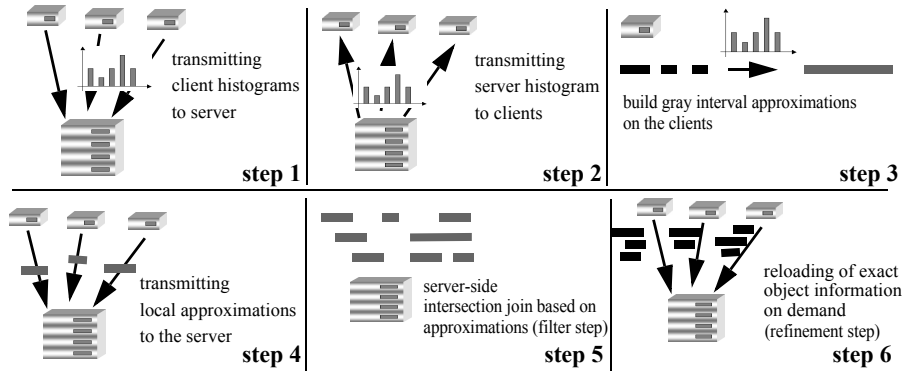 transmitting
client histograms
to server
step 1
transmitting
server histogram
to clients
step 2
build gray interval approximations
on the clients
step 3
transmitting
local approximations
to the server
step 4
server-side
intersection join based on
approximations (filter step)
step 5
reloading of exact
object information
on demand
(refinement step)
step 6